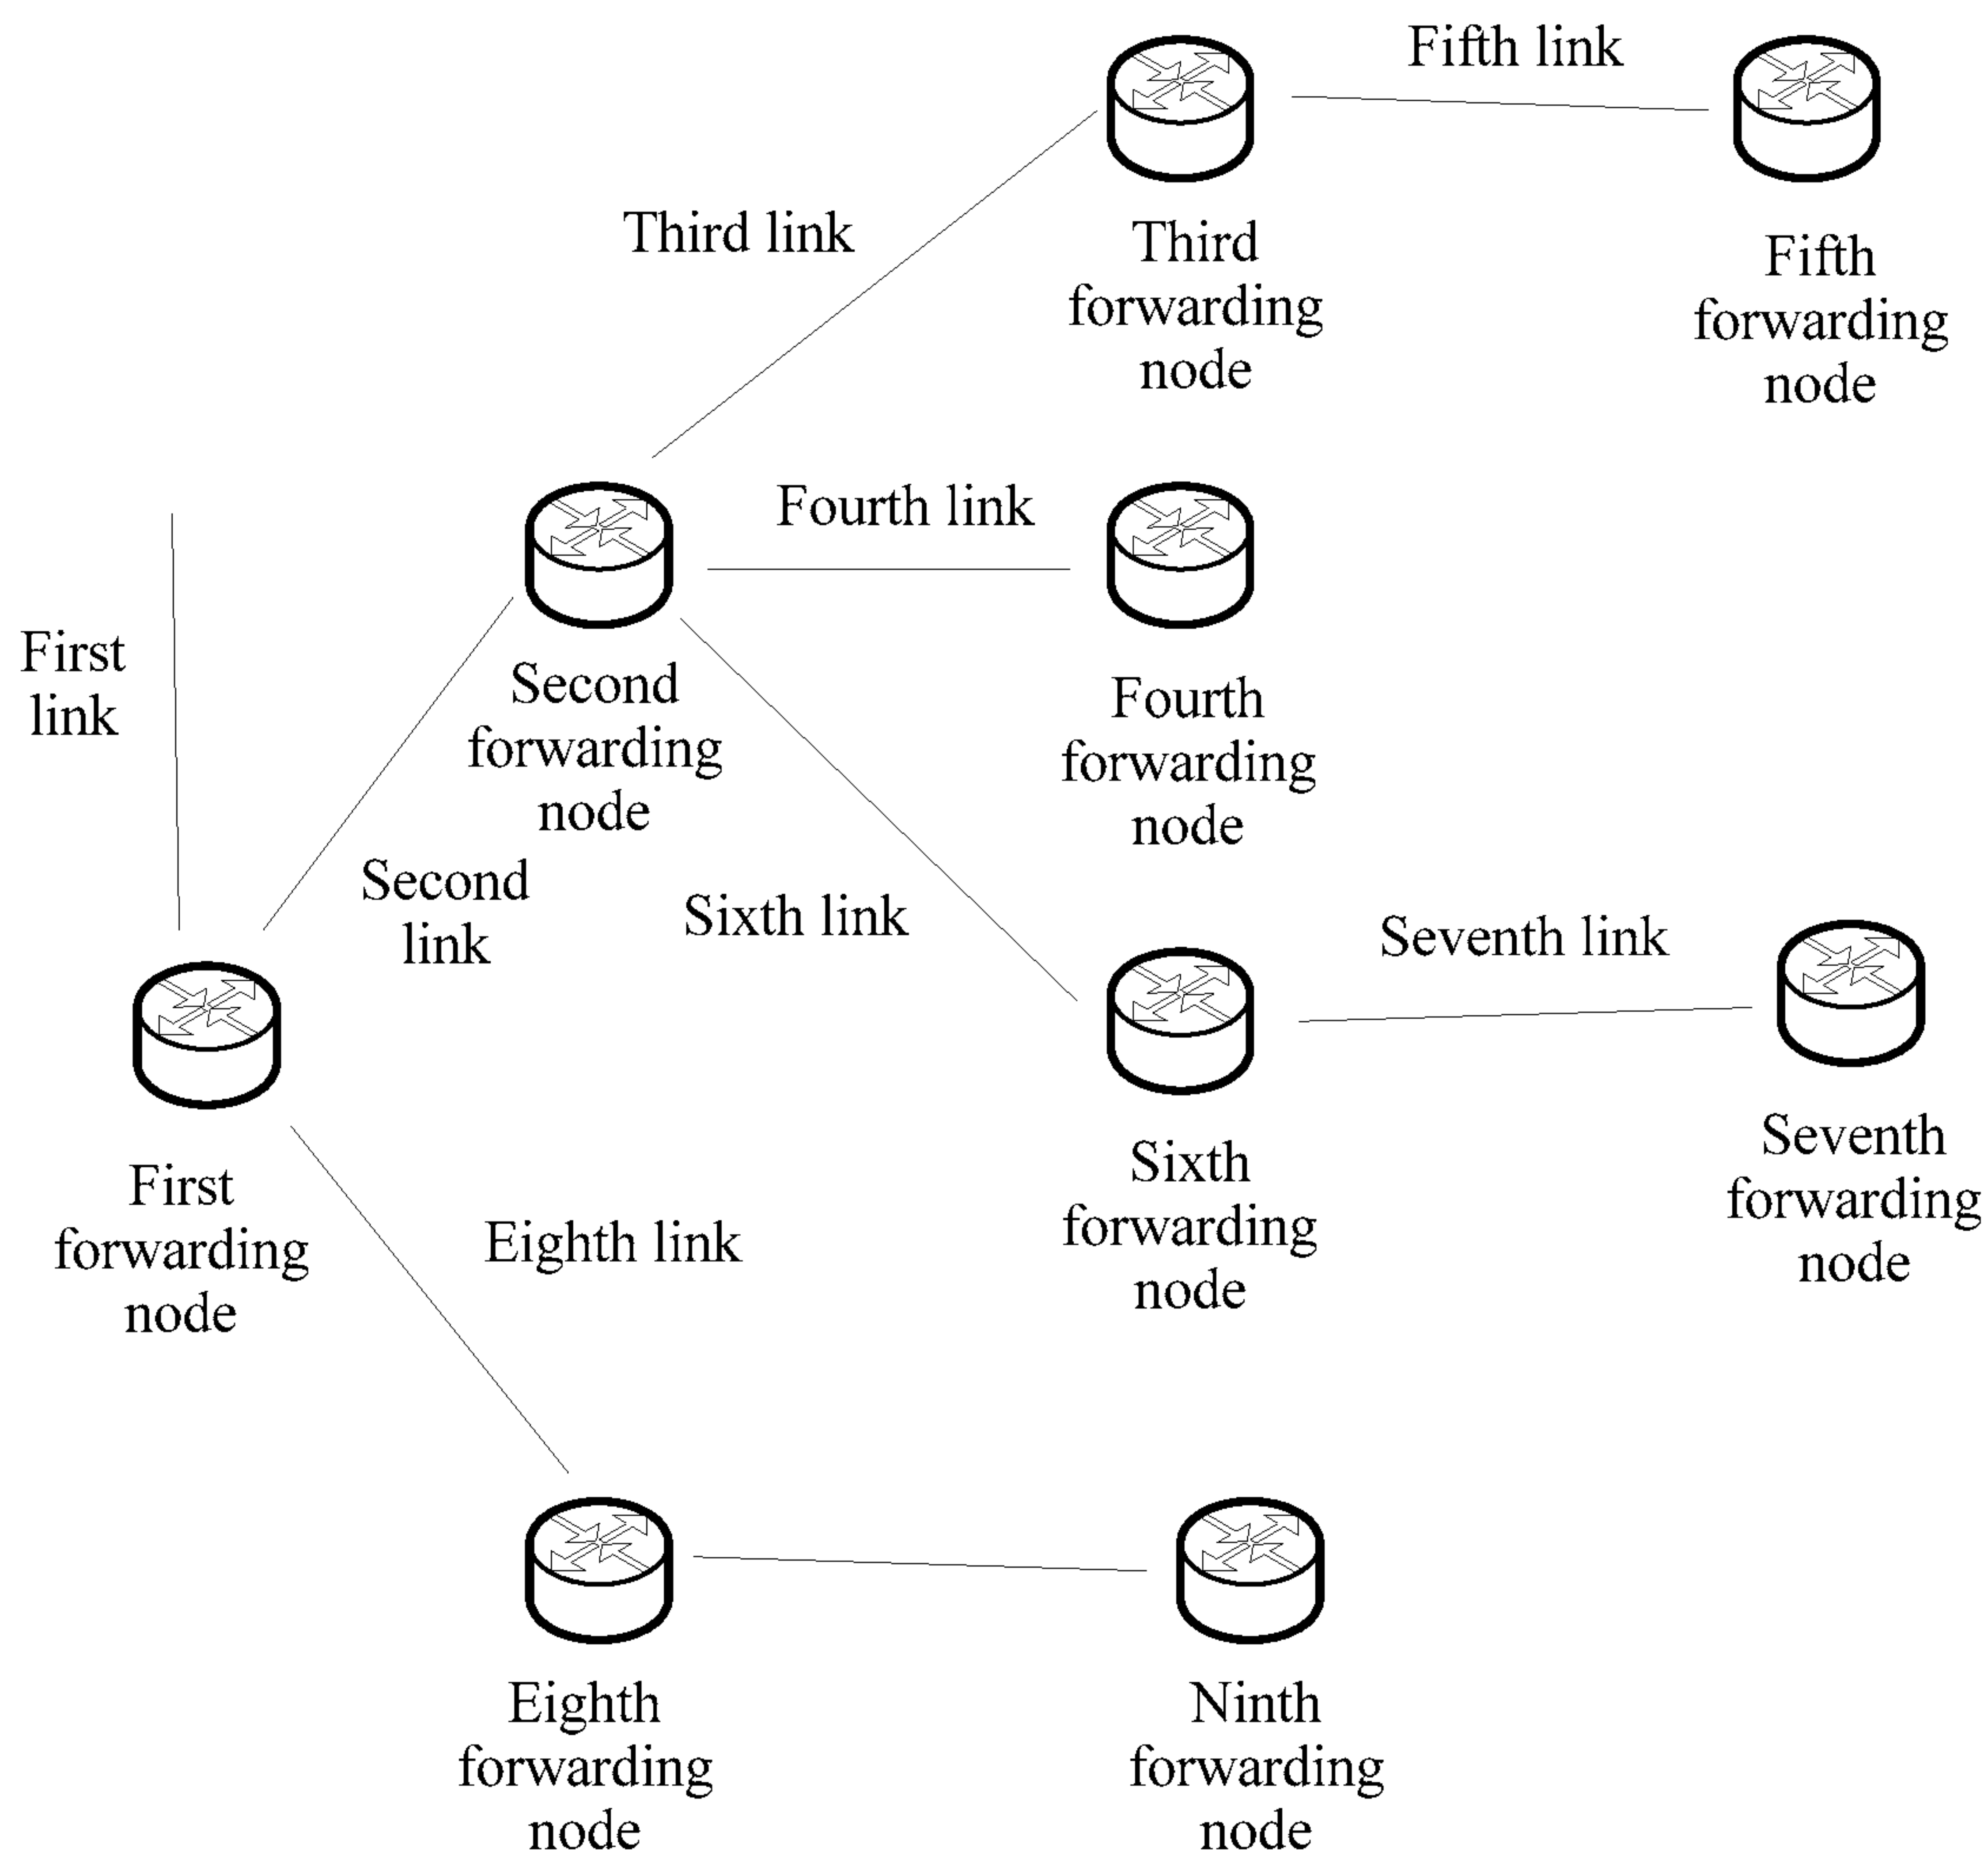 Fifth link
Third link
Third
forwarding
node
Fifth
forwarding
node
Fourth link
First
link
Second
forwarding
node
Fourth
forwarding
node
Second
link
Sixth link
Seventh link
First
forwarding
node
Sixth
forwarding
node
Seventh
forwarding
node
Eighth link
Eighth
forwarding
node
Ninth
forwarding
node